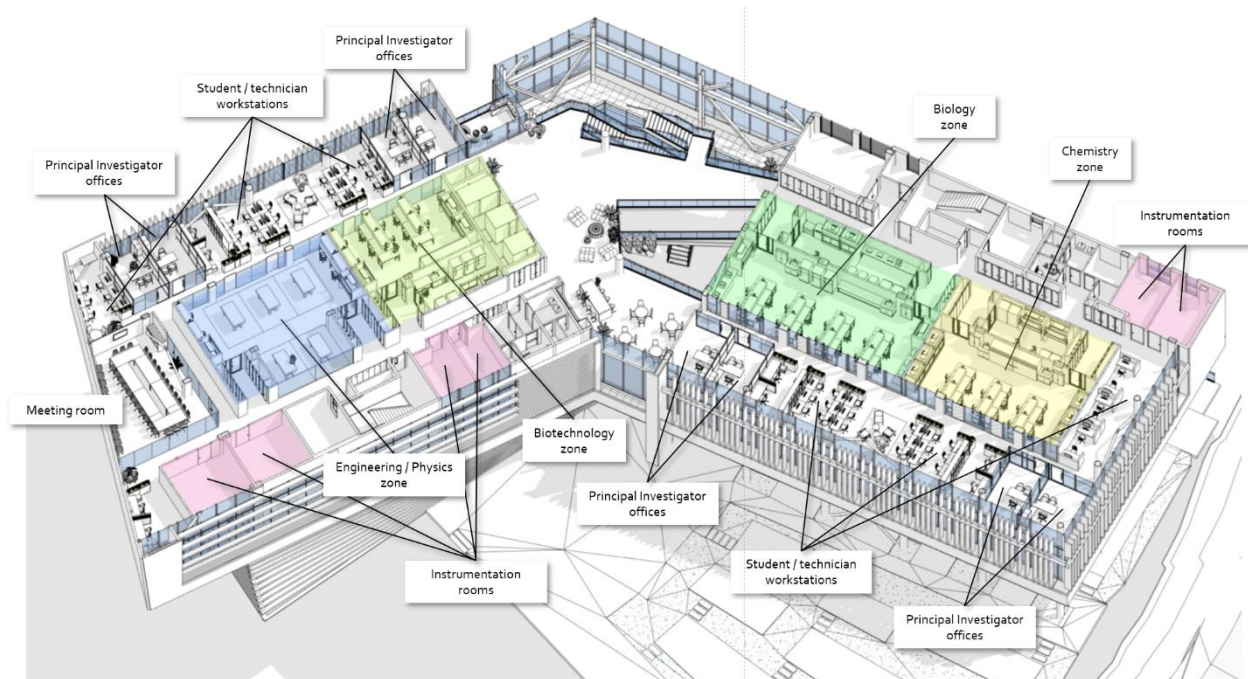 Principal Investigator
offices
Student / technician
workstations
Principal Investigator
offices
Biology
zone
Chemistry
zone
Instrumentation
rooms
Meeting room
Engineering / Physics
zone
Biotechnology
zone
Instrumentation
rooms
Principal Investigator
offices
Student / technician
workstations
Principal Investigator
offices